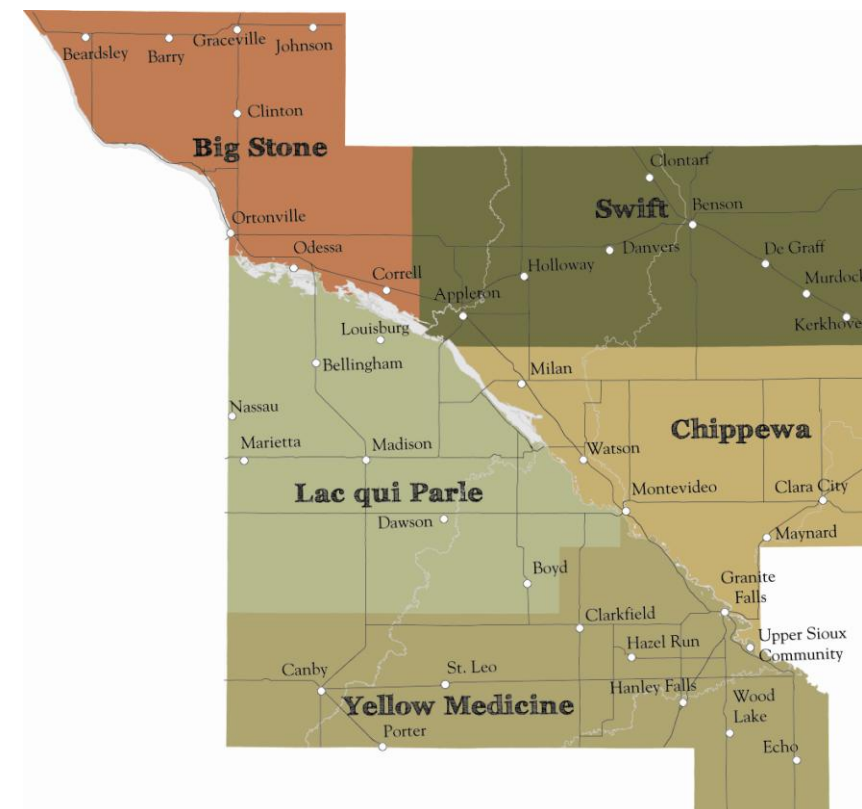 Beardsley
Barry
Graceville
Johnson
Clinton
Big Stone
Ortonville
Odessa
Correll
Clontarf
Swift
Benson
Danvers
De Graff
Holloway
Murdock
Appleton
Kerkhove
Louisburg
Bellingham
Milan
Nassau
Marietta
Madison
Watson
Chippewa
Lac qui Parle
Montevideo
Clara City
Dawson
Maynard
Boyd
Granite
Falls
Clarkfield
Upper Sioux
Community
Hazel Run
Canby
St. Leo
Hanley Falls
Yellow Medicine
Wood
Lake
Porter
Echo